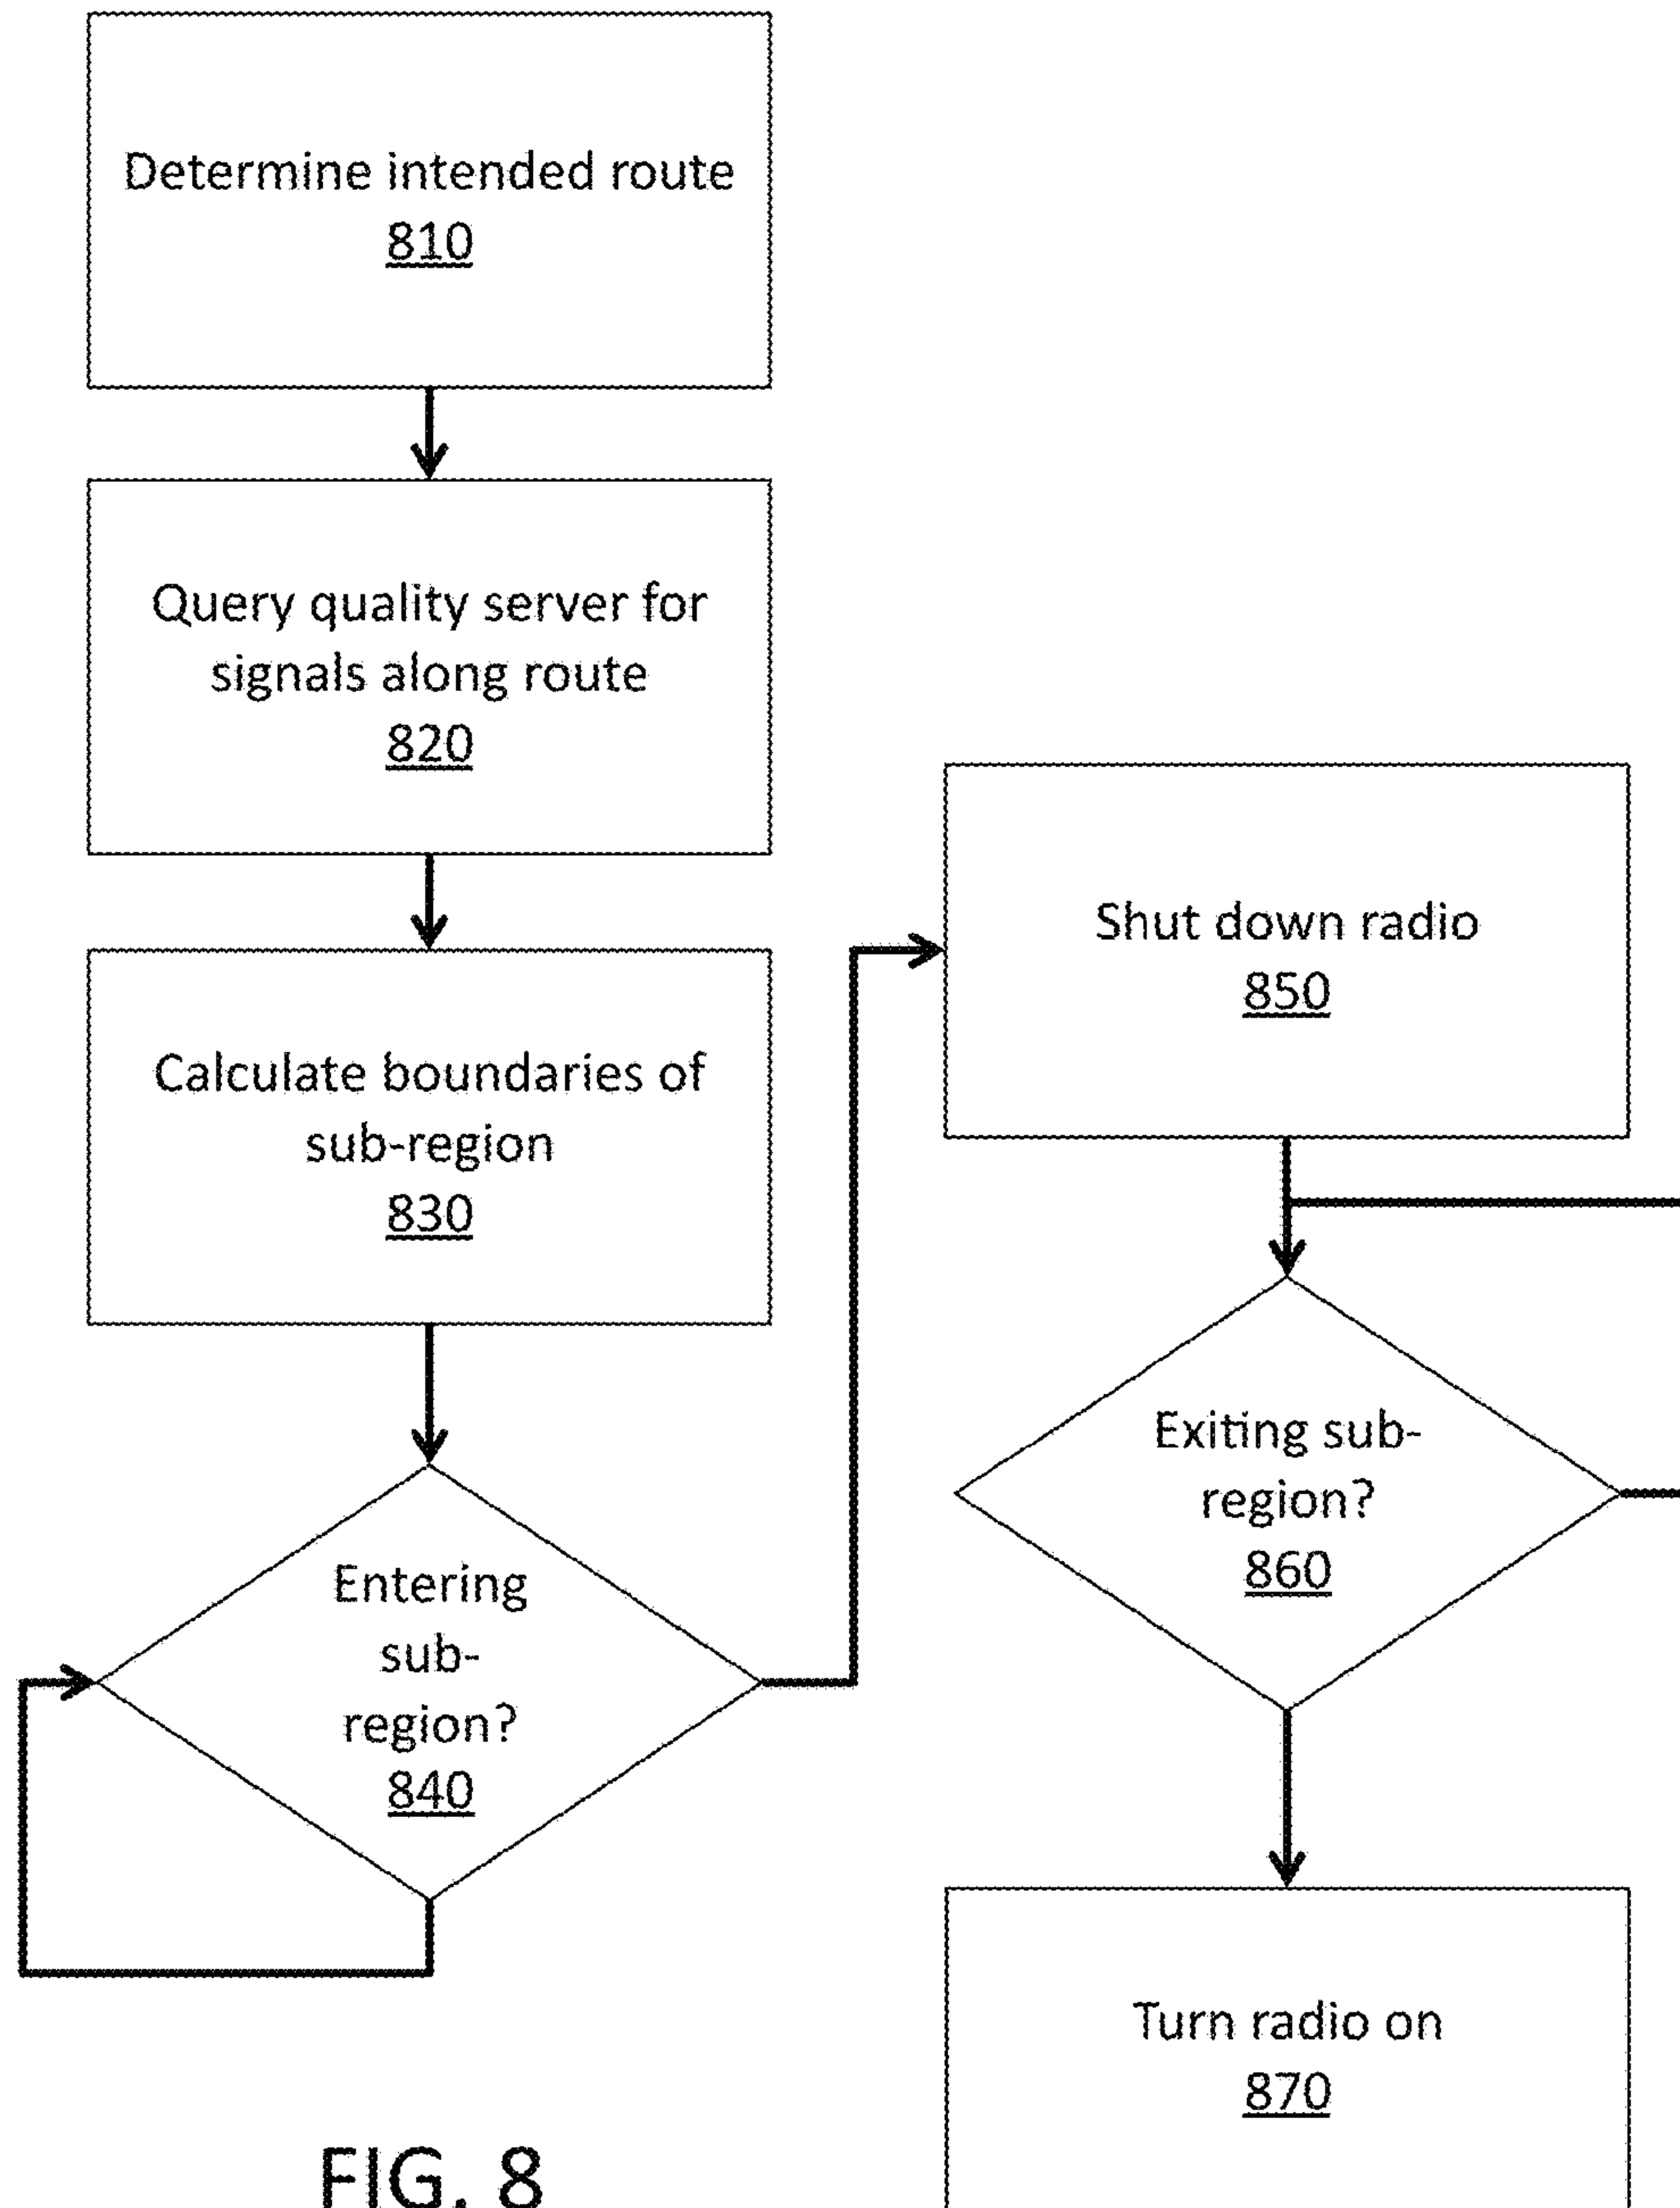 Determine intended route
810
Query quality server for
signals along route
820
Calculate boundaries of
sub-region
830
Entering
sub-
region?
840
Shut down radio
850
Exiting sub-
region?
860
Turn radio on
870
FIG. 8